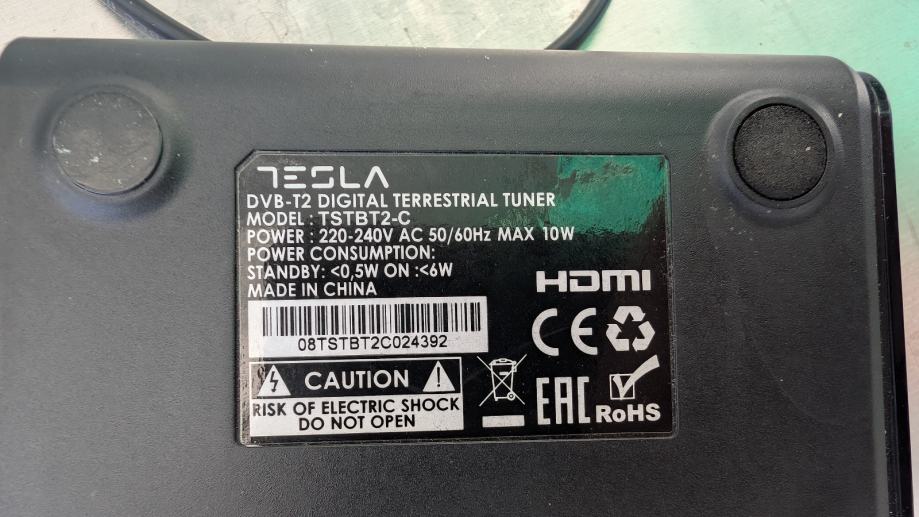 TESLA
DVB-T2 DIGITAL TERRESTRIAL TUNER
MODEL : TSTBT2-C
POWER : 220-240V AC 50/60Hz MAX 10W
POWER CONSUMPTION:
STANDBY: <0,5W ON :<6W
MADE IN CHINA
HDMI
08TSTBT2C024392
CE
CAUTION
RISK OF ELECTRIC SHOCK
DO NOT OPEN
EAC
RoHS